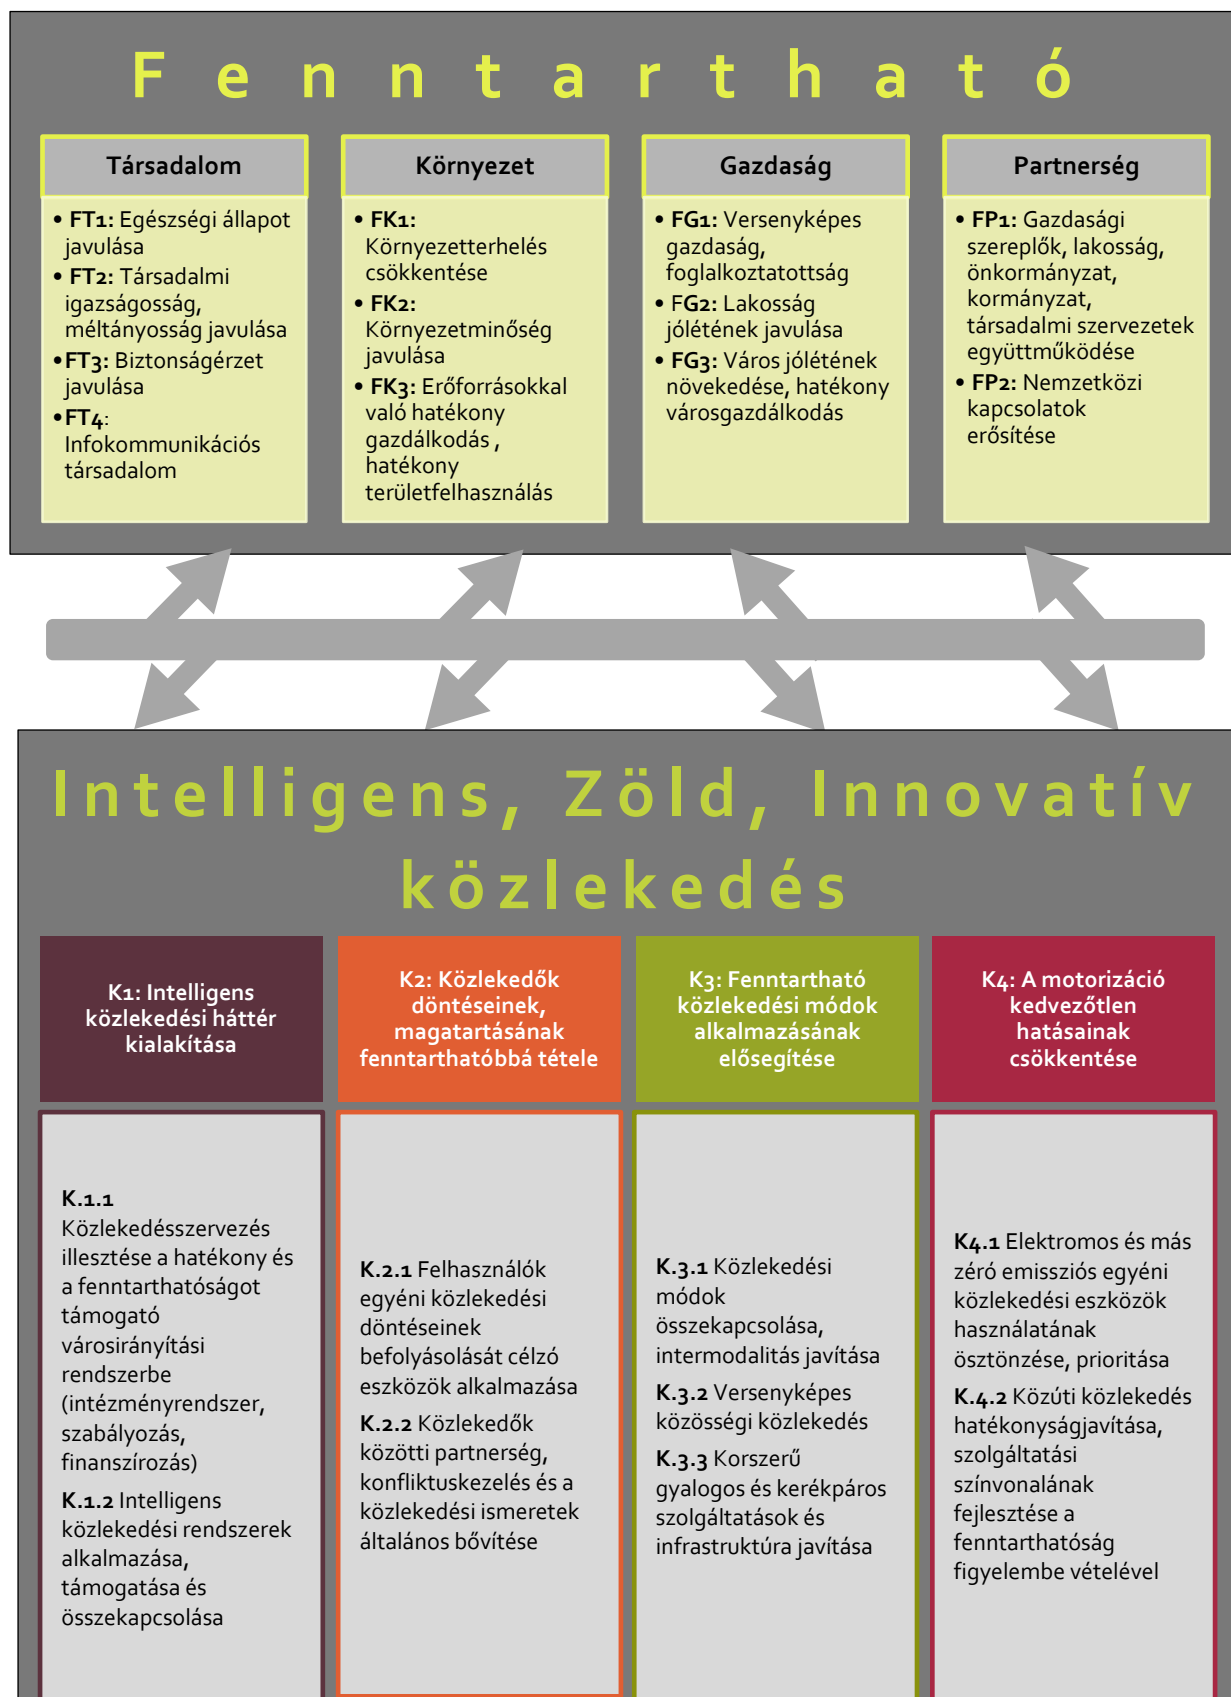 Fenntartható
Társadalom
• FT1: Egészségi állapot
javulása
• FT2: Társadalmi
igazságosság,
méltányosság javulása
•FT3: Biztonságérzet
javulása
•FT4:
Infokommunikációs
társadalom
Környezet
• FK1:
Környezetterhelés
csökkentése
• FK2:
Környezetminőség
javulása
• FK3: Erőforrásokkal
való hatékony
gazdálkodás ,
hatékony
területfelhasználás
Gazdaság
• FG1: Versenyképes
gazdaság,
foglalkoztatottság
• FG2: Lakosság
jólétének javulása
• FG3: Város jólétének
növekedése, hatékony
városgazdálkodás
Partnerség
• FP1: Gazdasági
szereplők, lakosság,
önkormányzat,
kormányzat,
társadalmi szervezetek
együttműködése
• FP2: Nemzetközi
kapcsolatok
erősítése
Intelligens, Zöld, Innovatív
közlekedés
K1: Intelligens
közlekedési háttér
kialakítása
K.1.1
Közlekedésszervezés
illesztése a hatékony és
a fenntarthatóságot
támogató
városirányítási
rendszerbe
(intézményrendszer,
szabályozás,
finanszírozás)
K.1.2 Intelligens
közlekedési rendszerek
alkalmazása,
támogatása és
összekapcsolása
K2: Közlekedők
döntéseinek,
magatartásának
fenntarthatóbbá tétele
K.2.1 Felhasználók
egyéni közlekedési
döntéseinek
befolyásolását célzó
eszközök alkalmazása
K.2.2 Közlekedők
közötti partnerség,
konfliktuskezelés és a
közlekedési ismeretek
általános bővítése
K3: Fenntartható
közlekedési módok
alkalmazásának
elősegítése
K.3.1 Közlekedési
módok
összekapcsolása,
intermodalitás javítása
K.3.2 Versenyképes
közösségi közlekedés
K.3.3 Korszerű
gyalogos és kerékpáros
szolgáltatások és
infrastruktúra javítása
K4: A motorizáció
kedvezőtlen
hatásainak
csökkentése
K4.1 Elektromos és más
zéró emissziós egyéni
közlekedési eszközök
használatának
ösztönzése, prioritása
K.4.2 Közúti közlekedés
hatékonyságjavítása,
szolgáltatási
színvonalának
fejlesztése a
fenntarthatóság
figyelembe vételével